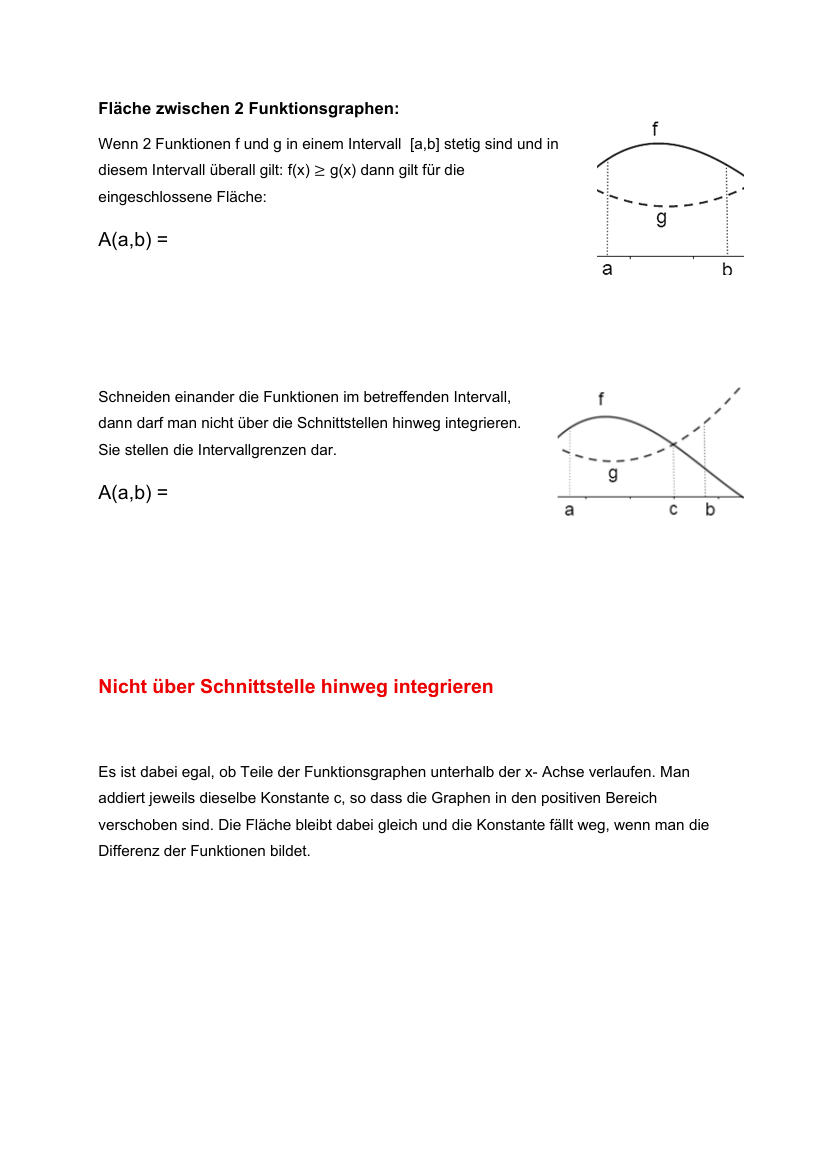 Fläche zwischen 2 Funktionsgraphen:
Wenn 2 Funktionen f und g in einem Intervall  [a,b] stetig sind und in
diesem Intervall überall gilt: f(x) ≥ g(x) dann gilt für die
eingeschlossene Fläche:
A(a,b) =
f
g
a
b
Schneiden einander die Funktionen im betreffenden Intervall,
dann darf man nicht über die Schnittstellen hinweg integrieren.
Sie stellen die Intervallgrenzen dar.
A(a,b) =
f
g
a
c
b
Nicht über Schnittstelle hinweg integrieren
Es ist dabei egal, ob Teile der Funktionsgraphen unterhalb der x- Achse verlaufen. Man
addiert jeweils dieselbe Konstante c, so dass die Graphen in den positiven Bereich
verschoben sind. Die Fläche bleibt dabei gleich und die Konstante fällt weg, wenn man die
Differenz der Funktionen bildet.